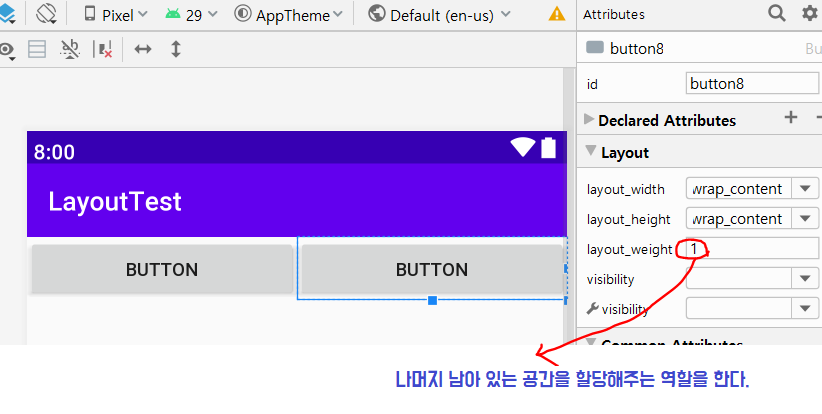 Pixel 29 AppTheme Default (en-us)
Attributes
button8
Bu
id button8
Declared Attributes
Layout
layout_width wrap_content
layout_height wrap_content
layout_weight 1
visibility
visibility
Common Attributes
8:00
LayoutTest
BUTTON BUTTON
나머지 남아 있는 공간을 할당해주는 역할을 한다.